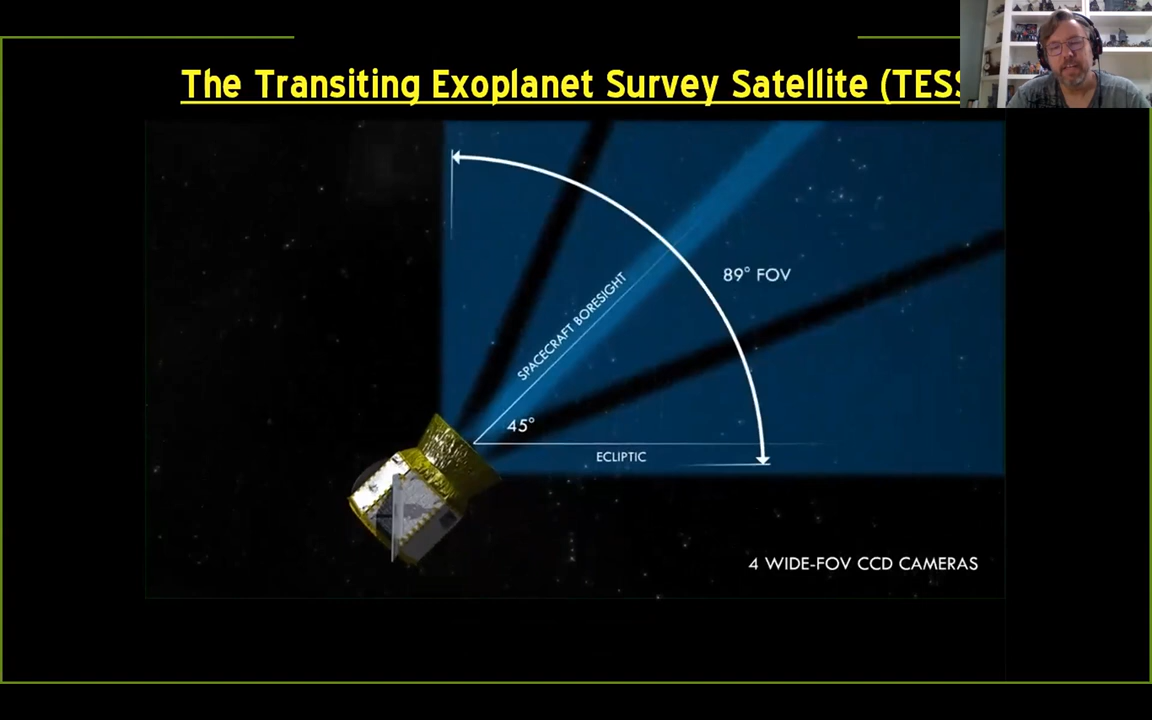 The Transiting Exoplanet Survey Satellite (TESS
89° FOV
SPACECRAFT BORESIGHT
45°
ECLIPTIC
4 WIDE-FOV CCD CAMERAS